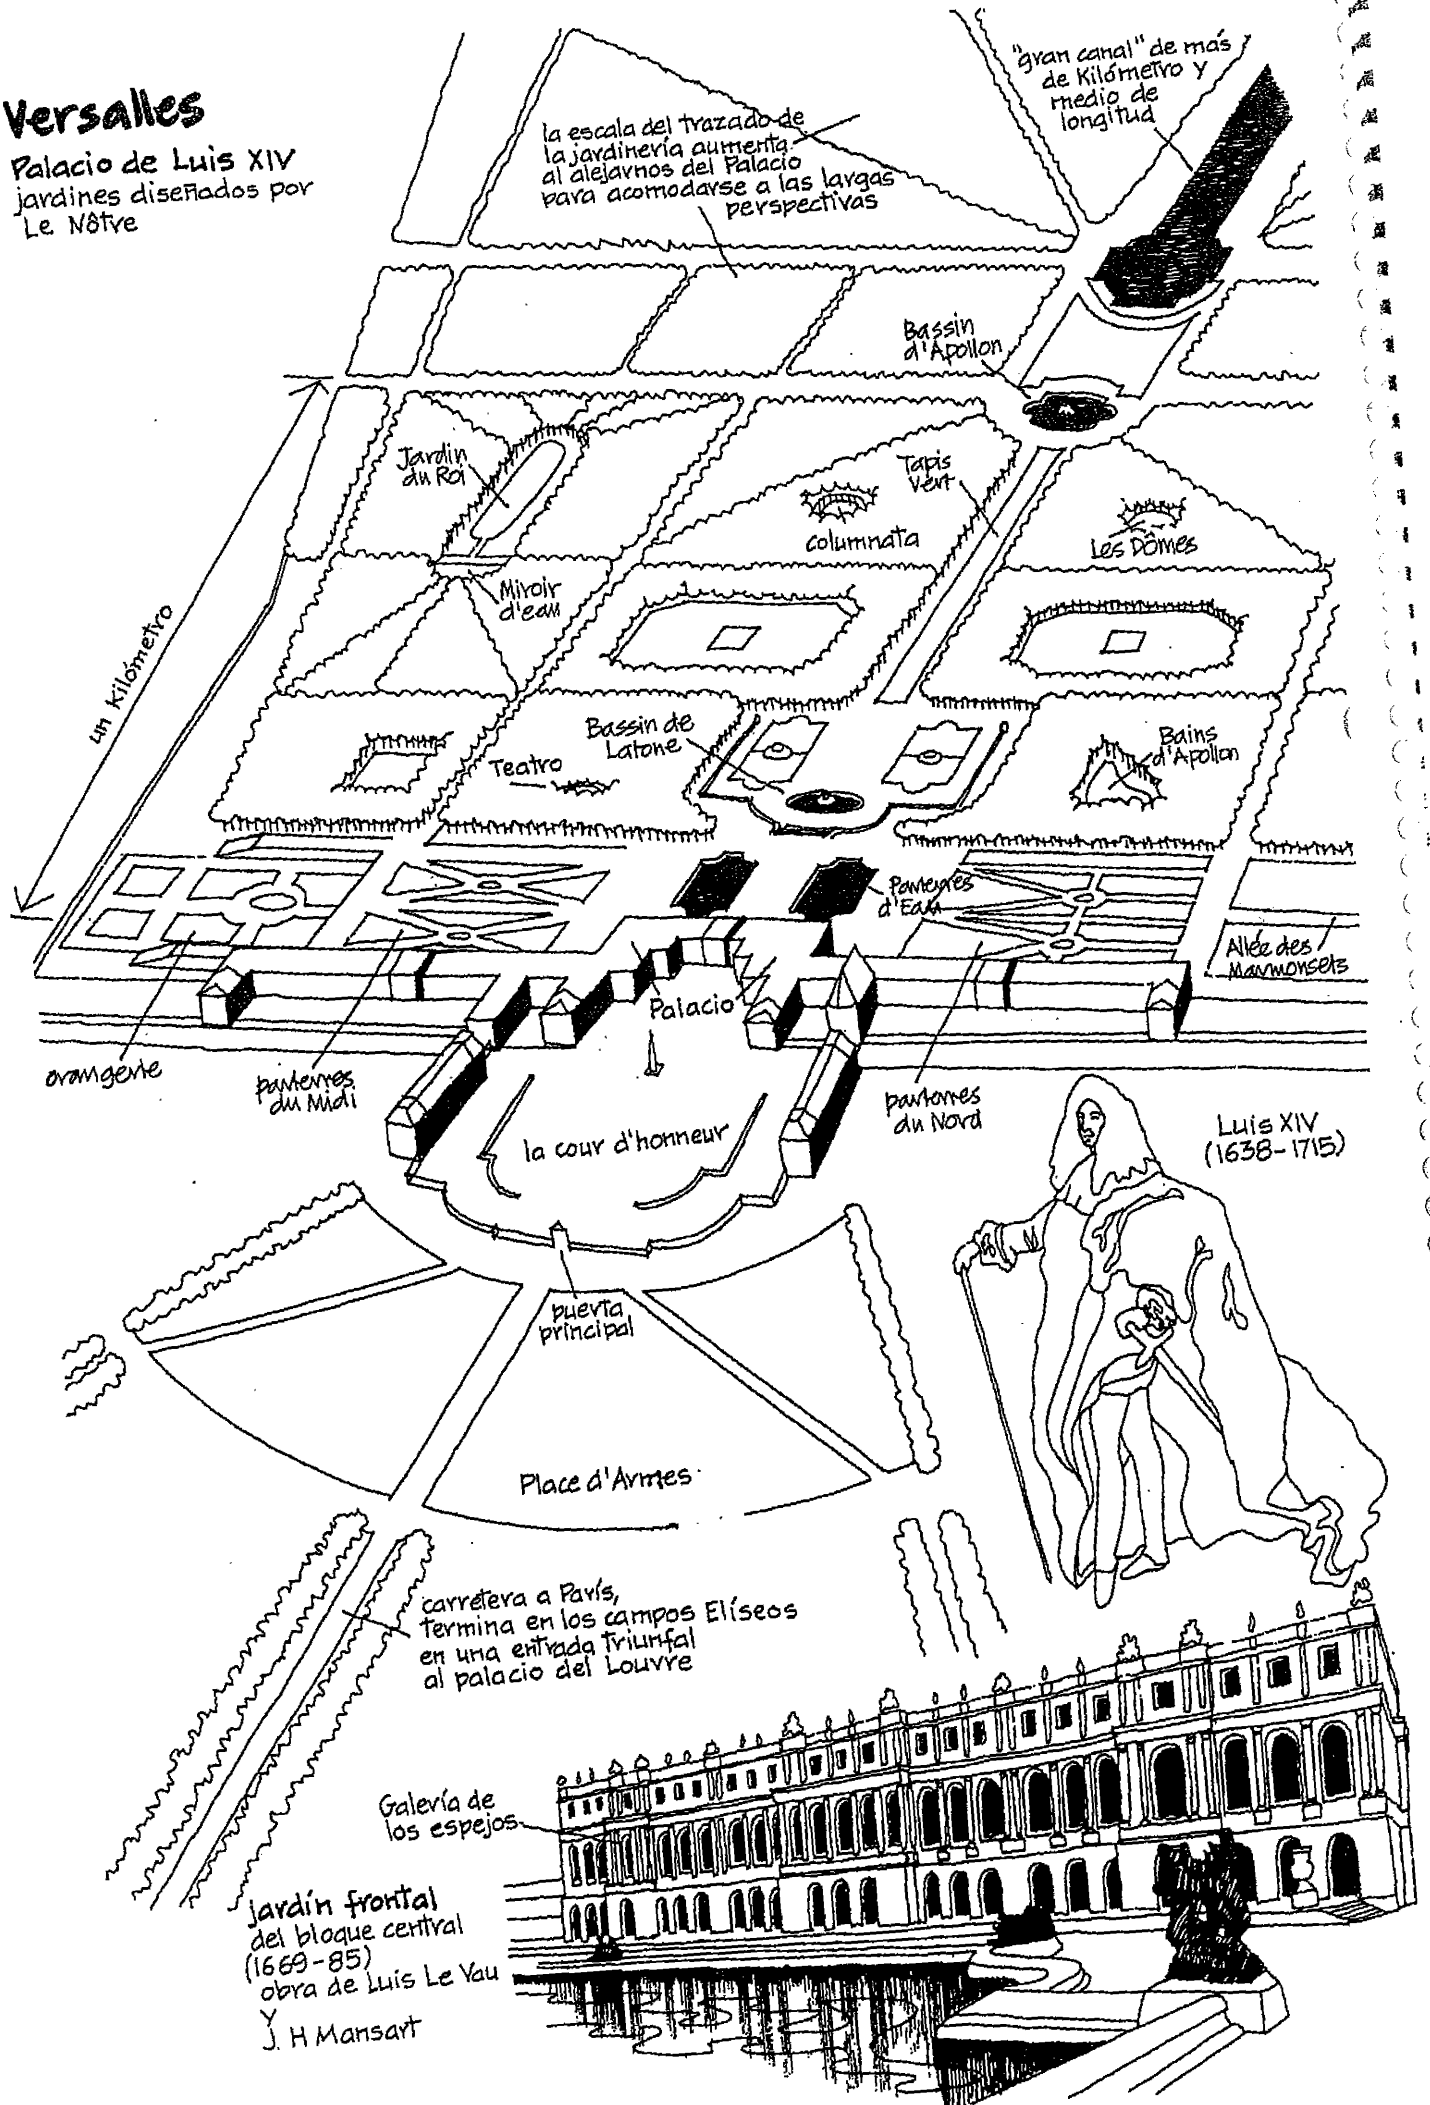 Versalles
Palacio de Luis XIV
jardines diseñados por
Le Nôtre
"gran canal" de más
de Kilómetro y
medio de
longitud
la escala del trazado de
la jardinería aumenta
al alejarnos del Palacio
para acomodarse a las largas
perspectivas
Bassin
d'Apollon
Jardin
du Roi
Tapis
Vert
columnata
Les Dômes
Miroir
d'eau
un kilómetro
Bassin de
Latone
Teatro
Bains
d'Apollon
Parterres
d'Eau
Allée des
Marmonsets
Palacio
orangerie
parterres
du Midi
parterres
du Nord
la cour d'honneur
Luis XIV
(1638-1715)
puerta
principal
Place d'Armes
carretera a París,
termina en los campos Elíseos
en una entrada triunfal
al palacio del Louvre
Galería de
los espejos
jardín frontal
del bloque central
(1669-85)
obra de Luis Le Vau
y
J. H Mansart